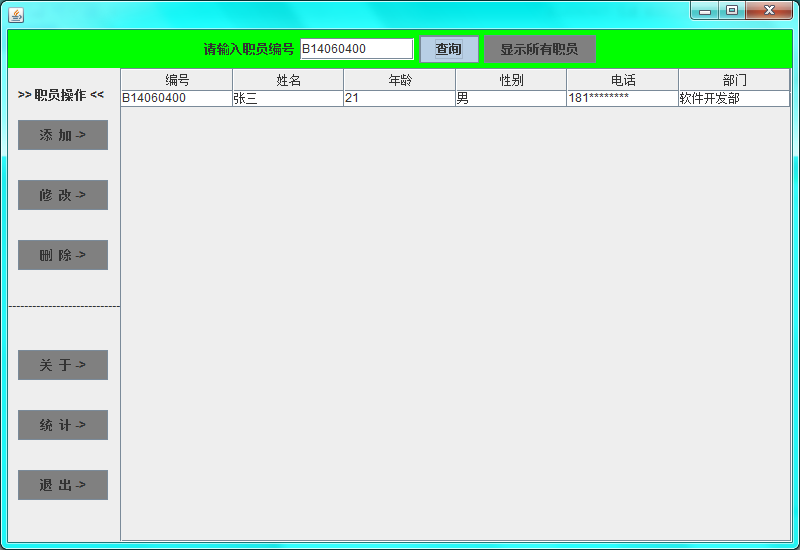 请输入职员编号 B14060400 查询 显示所有职员
>> 职员操作 <<
添 加 ->
修 改 ->
删 除 ->
关 于 ->
统 计 ->
退 出 ->
编号 姓名 年龄 性别 电话 部门
B14060400 张三 21 男 181******** 软件开发部